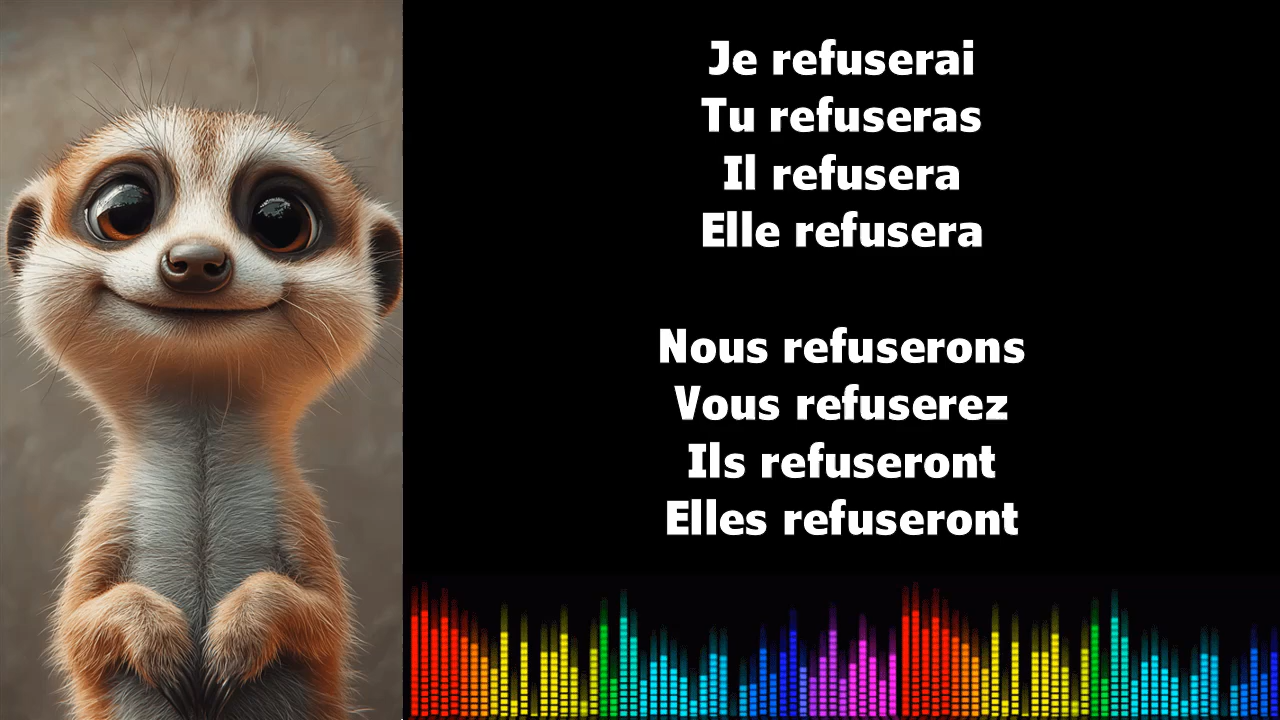 Je refuserai
Tu refuseras
Il refusera
Elle refusera
Nous refuserons
Vous refuserez
Ils refuseront
Elles refuseront